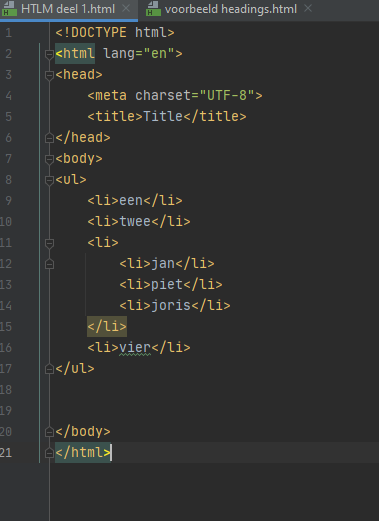 HTLM deel 1.html voorbeeld headings.html
1 <!DOCTYPE html>
2 <html lang="en">
3 <head>
4 <meta charset="UTF-8">
5 <title>Title</title>
6 </head>
7 <body>
8 <ul>
9 <li>een</li>
10 <li>twee</li>
11 <li>
12 <li>jan</li>
13 <li>piet</li>
14 <li>joris</li>
15 </li>
16 <li>vier</li>
17 </ul>
18
19
20 </body>
21 </html>